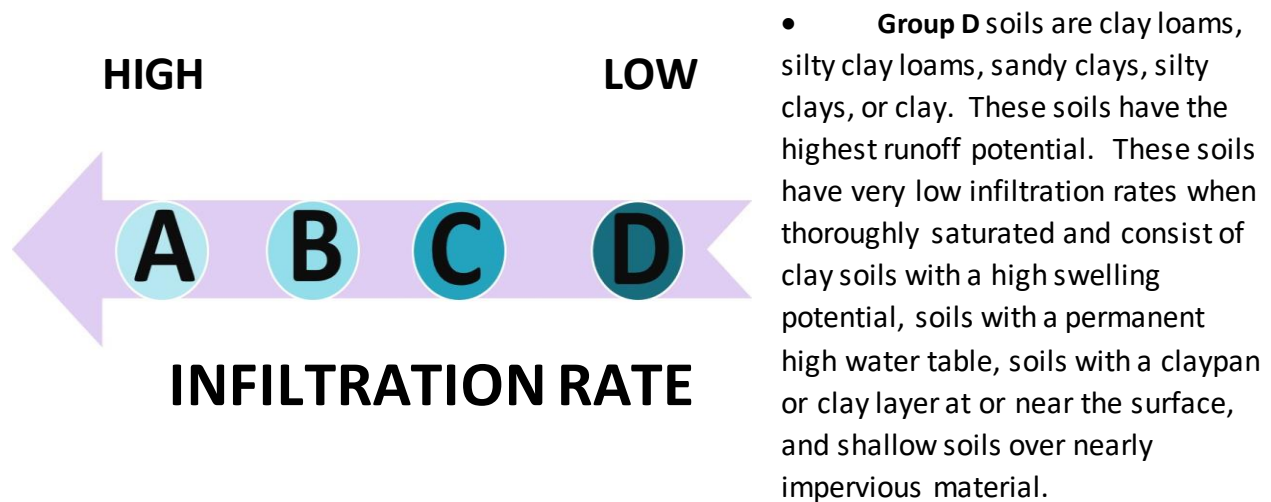 HIGH LOW
A B C D
INFILTRATION RATE
• Group D soils are clay loams,
silty clay loams, sandy clays, silty
clays, or clay. These soils have the
highest runoff potential. These soils
have very low infiltration rates when
thoroughly saturated and consist of
clay soils with a high swelling
potential, soils with a permanent
high water table, soils with a claypan
or clay layer at or near the surface,
and shallow soils over nearly
impervious material.